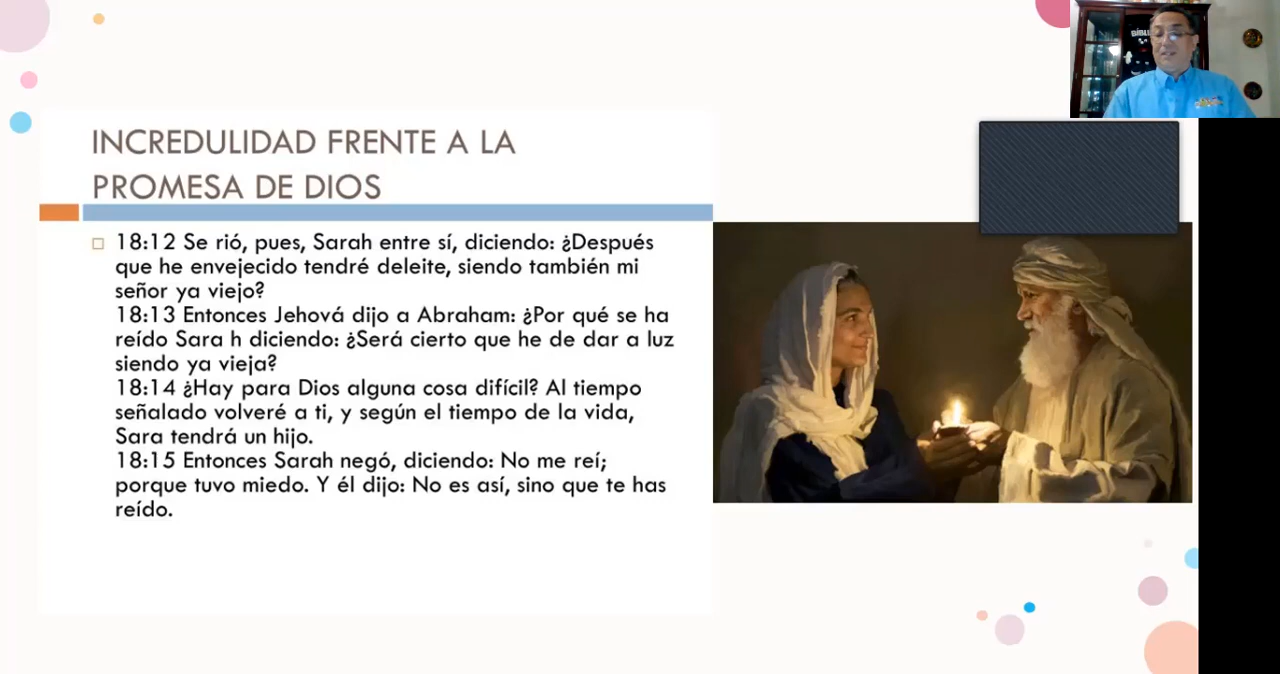 INCREDULIDAD FRENTE A LA
PROMESA DE DIOS
18:12 Se rió, pues, Sarah entre sí, diciendo: ¿Después
que he envejecido tendré deleite, siendo también mi
señor ya viejo?
18:13 Entonces Jehová dijo a Abraham: ¿Por qué se ha
reído Sara h diciendo: ¿Será cierto que he de dar a luz
siendo ya vieja?
18:14 ¿Hay para Dios alguna cosa difícil? Al tiempo
señalado volveré a ti, y según el tiempo de la vida,
Sara tendrá un hijo.
18:15 Entonces Sarah negó, diciendo: No me reí;
porque tuvo miedo. Y él dijo: No es así, sino que te has
reído.